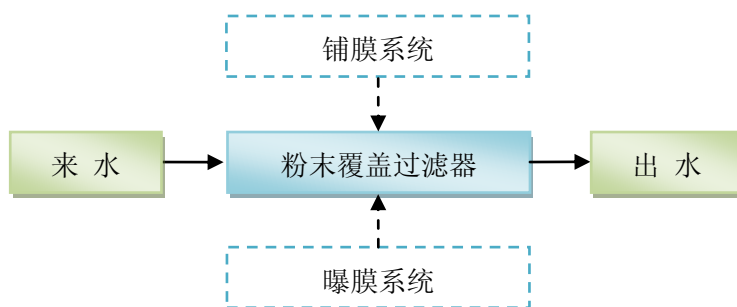 铺膜系统
来 水
粉末覆盖过滤器
出 水
曝膜系统